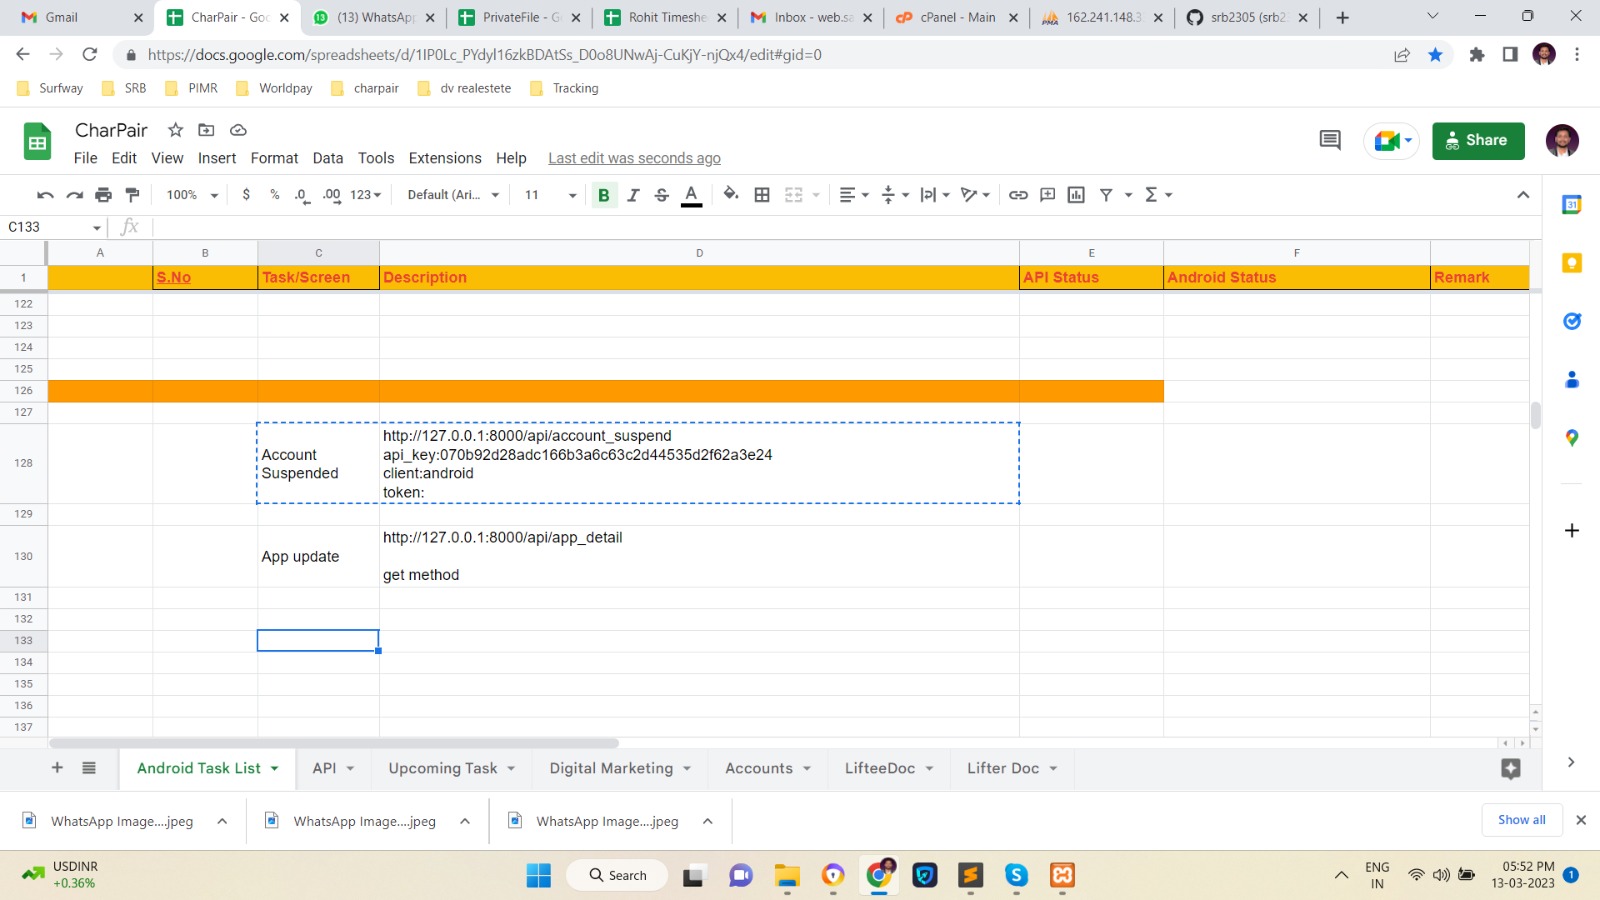 Gmail
CharPair - Goo
(13) WhatsApp
PrivateFile - G
Rohit Timeshe
Inbox - web.sa
cPanel - Main
162.241.148.3
srb2305 (srb2
https://docs.google.com/spreadsheets/d/1IP0Lc_PYdyl16zkBDAtSs_D0o8UNwAj-CuKjY-njQx4/edit#gid=0
Surfway
SRB
PIMR
Worldpay
charpair
dv realestete
Tracking
CharPair
Share
File Edit View Insert Format Data Tools Extensions Help Last edit was seconds ago
100% $ % .0 .00 123 Default (Ari... 11 B I S A
C133
fx
A B C D E F
1 S.No Task/Screen Description API Status Android Status Remark
122
123
124
125
126
127
128
Account
Suspended
http://127.0.0.1:8000/api/account_suspend
api_key:070b92d28adc166b3a6c63c2d44535d2f62a3e24
client:android
token:
129
130
App update
http://127.0.0.1:8000/api/app_detail
get method
131
132
133
134
135
136
137
Android Task List
API
Upcoming Task
Digital Marketing
Accounts
LifteeDoc
Lifter Doc
WhatsApp Image....jpeg
WhatsApp Image....jpeg
WhatsApp Image....jpeg
Show all
USDINR
+0.36%
Search
ENG
IN
05:52 PM
13-03-2023
1